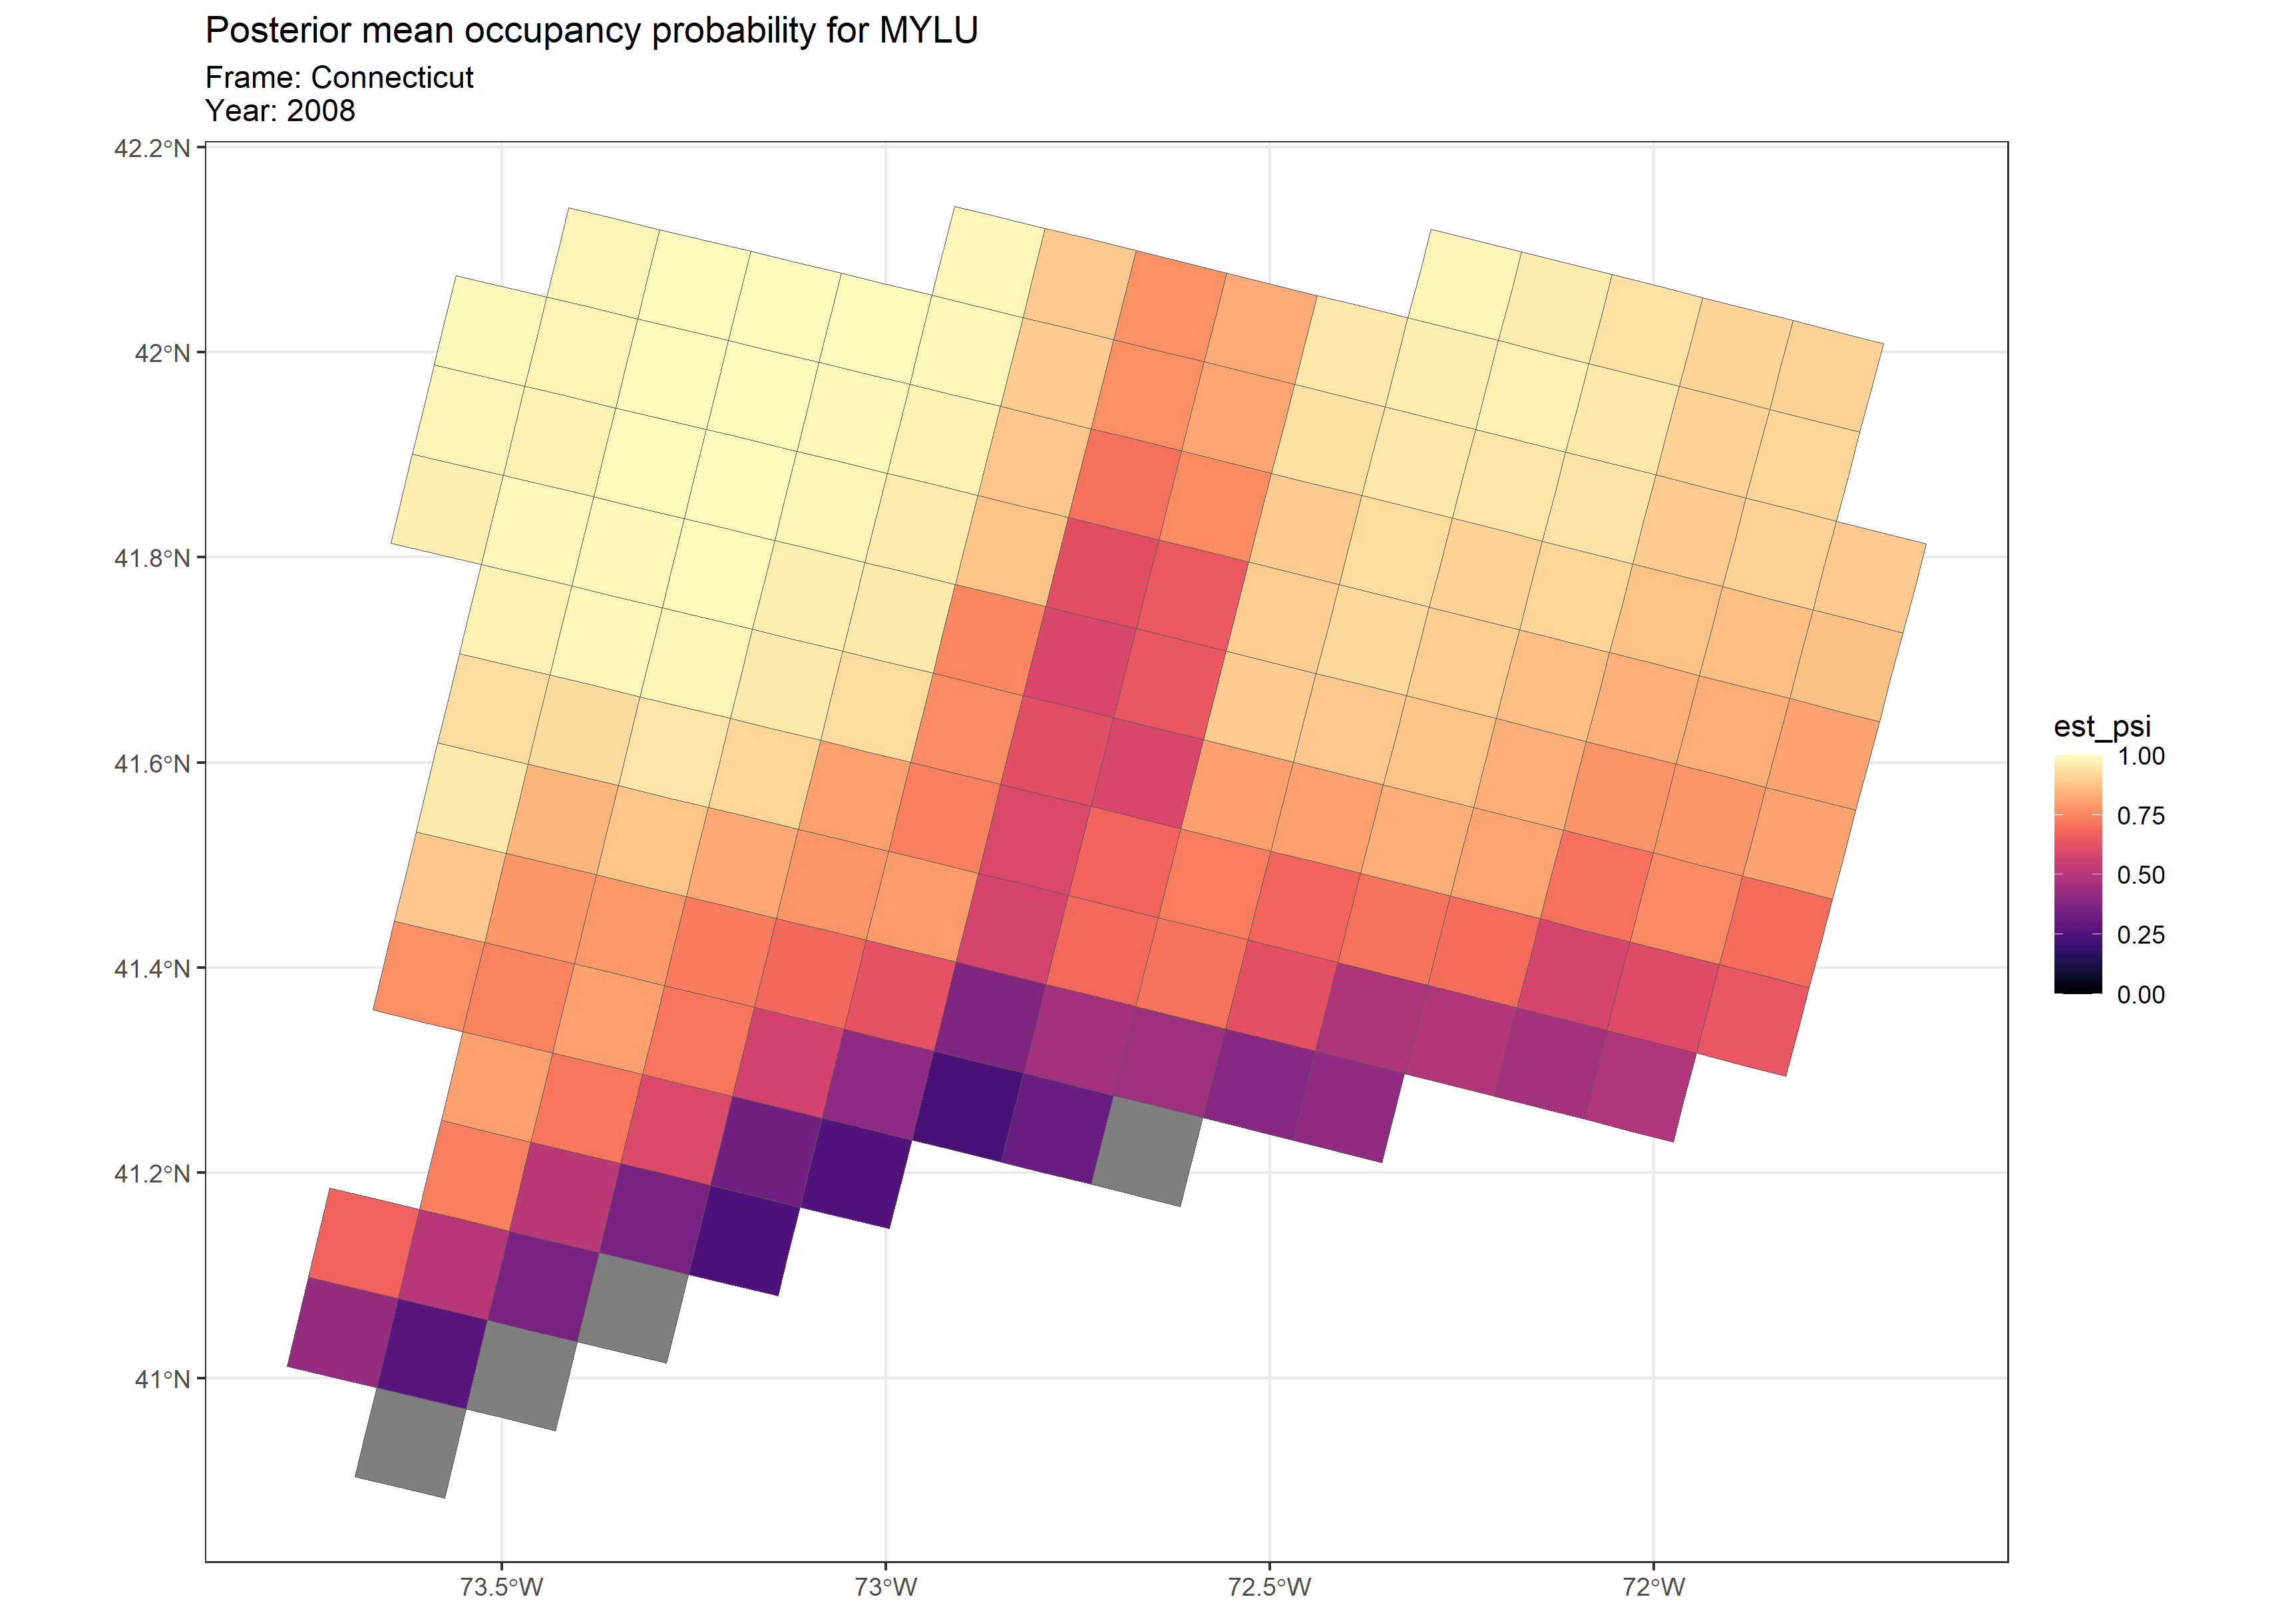 Posterior mean occupancy probability for MYLU
Frame: Connecticut
Year: 2008
42.2°N
42°N
41.8°N
41.6°N
41.4°N
41.2°N
41°N
73.5°W
73°W
72.5°W
72°W
est_psi
1.00
0.75
0.50
0.25
0.00